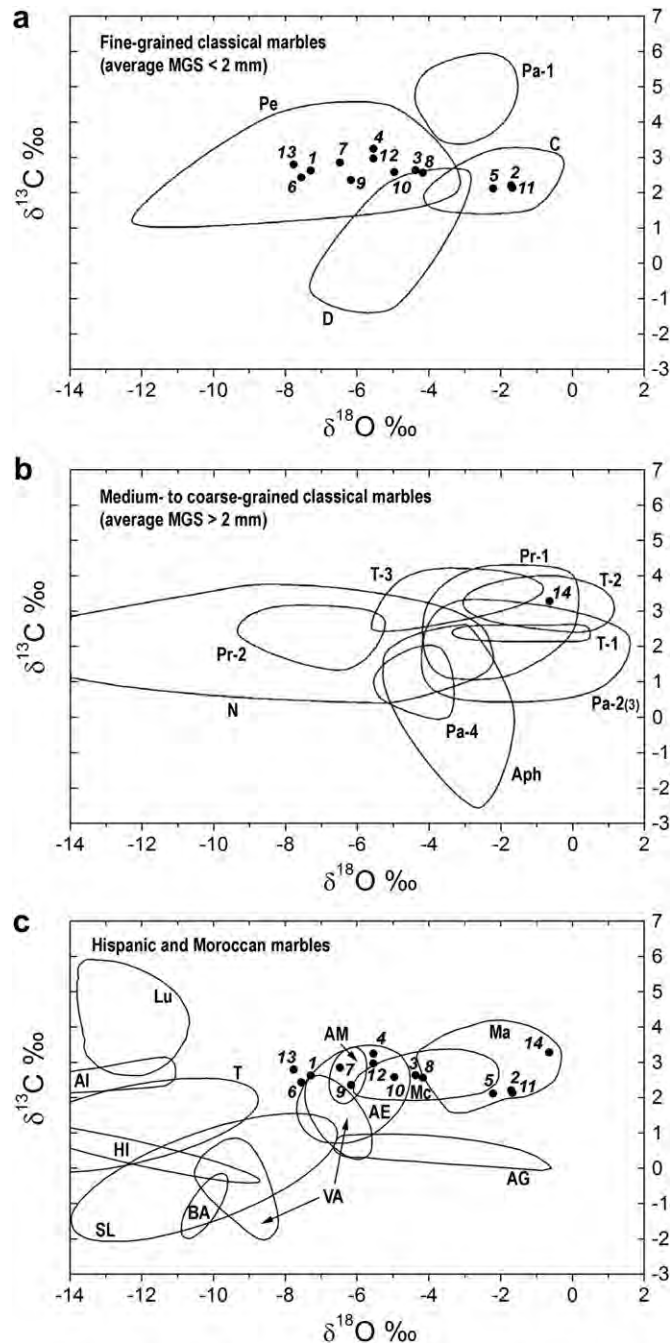 a
Fine-grained classical marbles
(average MGS < 2 mm)
Pa-1
Pe
C
4
13 1 7 12 3 8
5 2
6 9 10 11
D
7
6
5
4
3
2
1
0
-1
-2
-3
δ13C ‰
-14 -12 -10 -8 -6 -4 -2 0 2
δ18O ‰
b
Medium- to coarse-grained classical marbles
(average MGS > 2 mm)
Pr-1
T-3
T-2
14
Pr-2
T-1
N
Pa-4
Pa-2(3)
Aph
7
6
5
4
3
2
1
0
-1
-2
-3
δ13C ‰
-14 -12 -10 -8 -6 -4 -2 0 2
δ18O ‰
c
Hispanic and Moroccan marbles
Lu
AM
Ma
4
14
AI
T
13 1 7 12 3 8
5 2
6 9 10 Mc 11
AE
HI
VA
AG
SL
BA
7
6
5
4
3
2
1
0
-1
-2
-3
δ13C ‰
-14 -12 -10 -8 -6 -4 -2 0 2
δ18O ‰